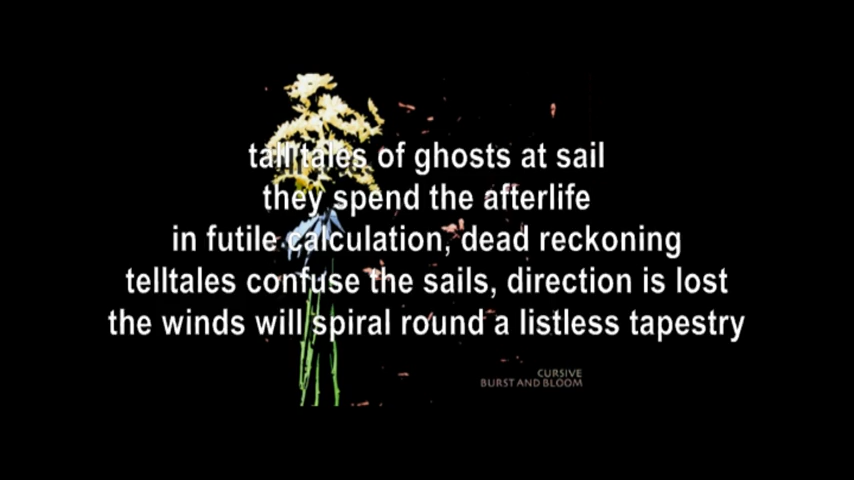 tall tales of ghosts at sail
they spend the afterlife
in futile calculation, dead reckoning
telltales confuse the sails, direction is lost
the winds will spiral round a listless tapestry
CURSIVE
BURST AND BLOOM